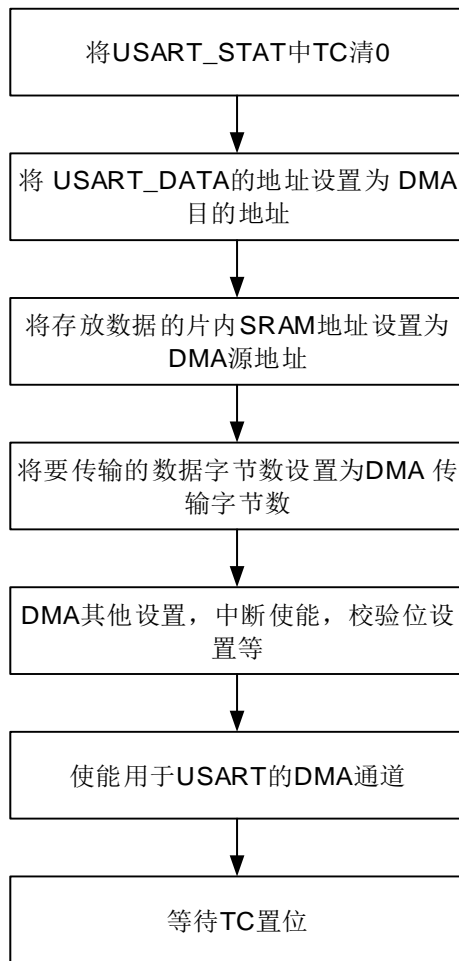 将USART_STAT中TC清0
将 USART_DATA的地址设置为 DMA
目的地址
将存放数据的片内SRAM地址设置为
DMA源地址
将要传输的数据字节数设置为DMA 传
输字节数
DMA其他设置，中断使能，校验位设
置等
使能用于USART的DMA通道
等待TC置位